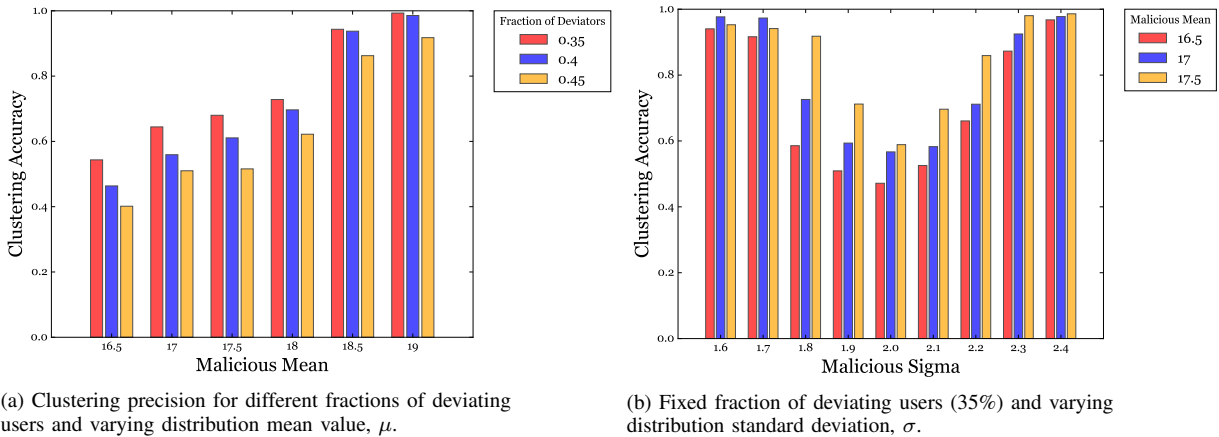 Clustering Accuracy
1.0
0.8
0.6
0.4
0.2
0.0
16.5 17 17.5 18 18.5 19
Malicious Mean
Fraction of Deviators
0.35
0.4
0.45
(a) Clustering precision for different fractions of deviating
users and varying distribution mean value, μ.
Clustering Accuracy
1.0
0.8
0.6
0.4
0.2
0.0
1.6 1.7 1.8 1.9 2.0 2.1 2.2 2.3 2.4
Malicious Sigma
Malicious Mean
16.5
17
17.5
(b) Fixed fraction of deviating users (35%) and varying
distribution standard deviation, σ.